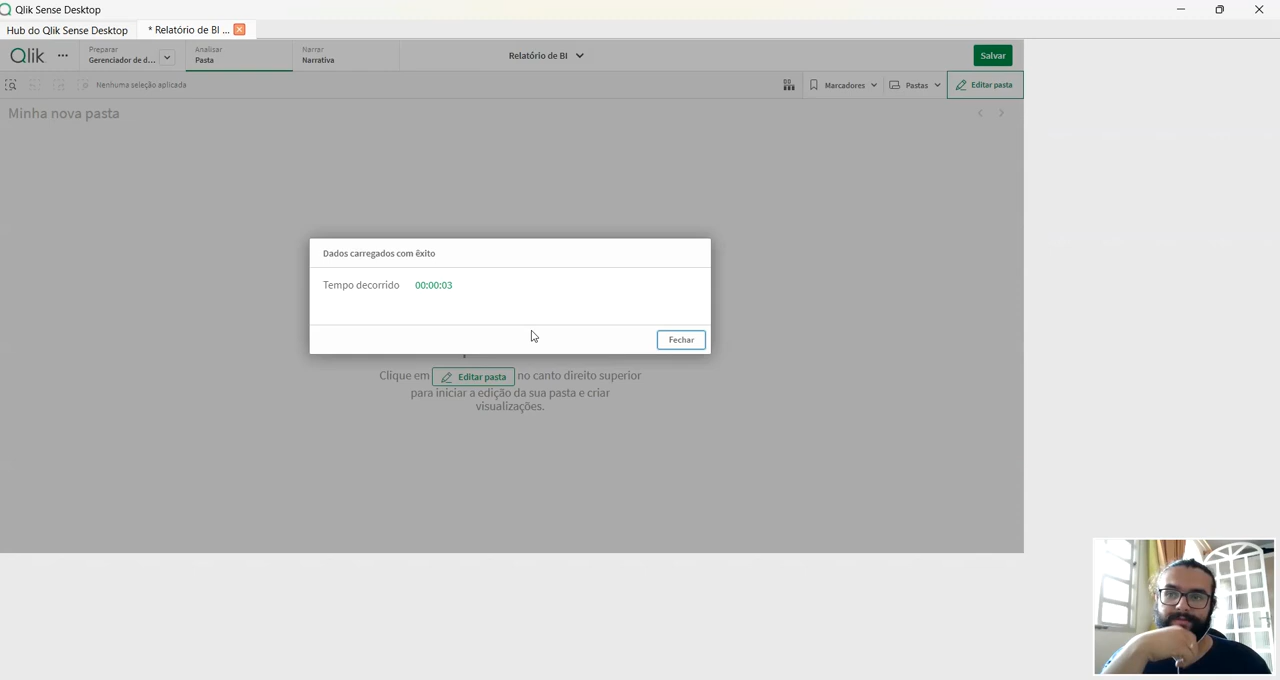 Qlik Sense Desktop
Hub do Qlik Sense Desktop
* Relatório de BI ...
Qlik
Preparar
Gerenciador de d...
Analisar
Pasta
Narrar
Narrativa
Relatório de BI
Salvar
Nenhuma seleção aplicada
Marcadores
Pastas
Editar pasta
Minha nova pasta
Dados carregados com êxito
Tempo decorrido 00:00:03
Fechar
Clique em Editar pasta no canto direito superior
para iniciar a edição da sua pasta e criar
visualizações.